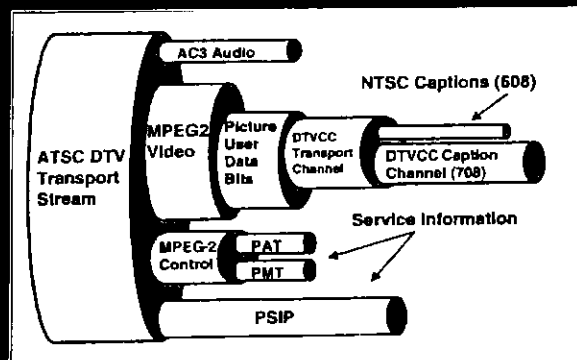 AC3 Audio
NTSC Captions (608)
MPEG2
Video
Picture
User
Data
Bits
DTVCC
Transport
Channel
DTVCC Caption
Channel (708)
ATSC DTV
Transport
Stream
Service Information
MPEG-2
Control
PAT
PMT
PSIP